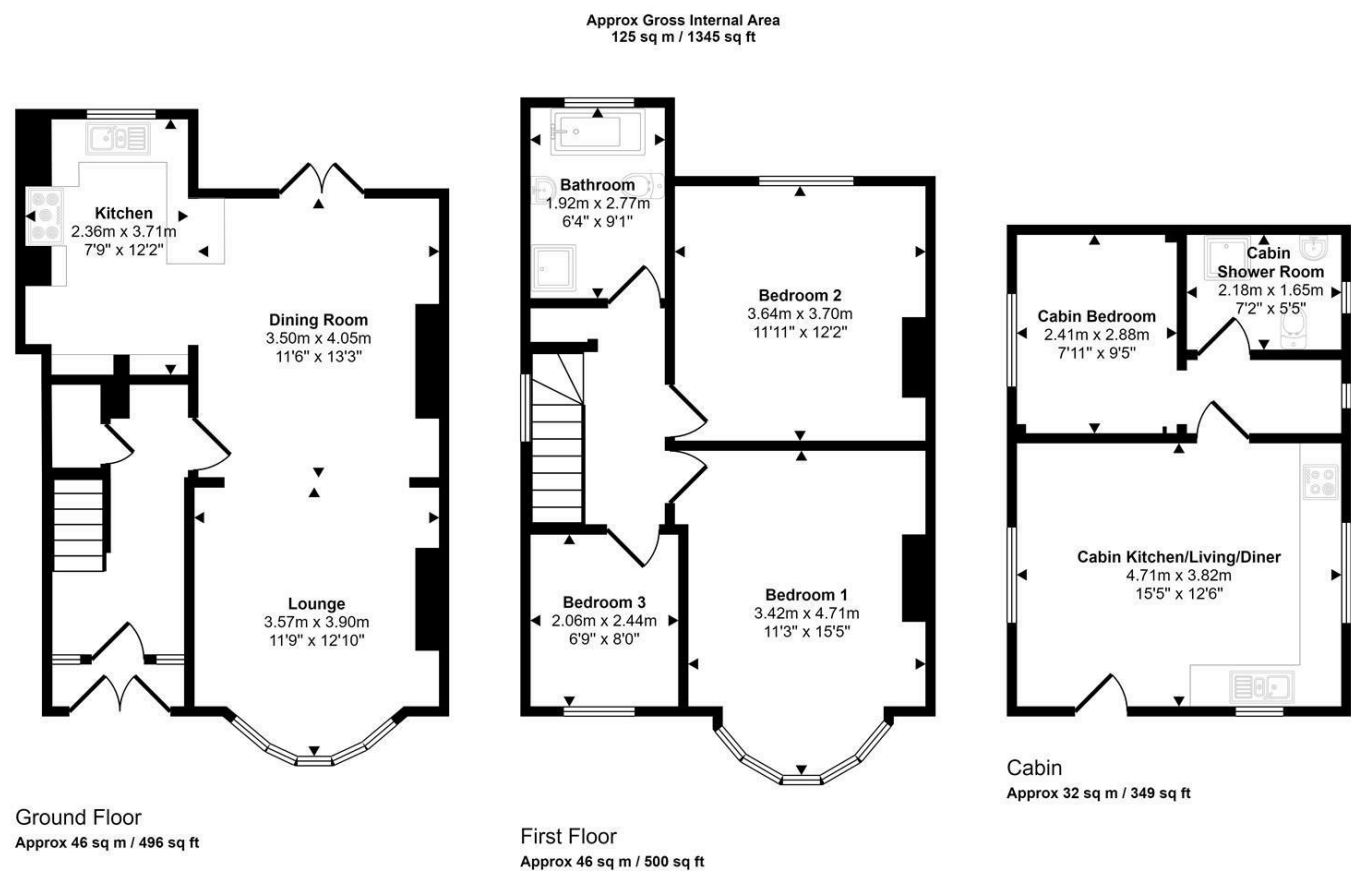 Approx Gross Internal Area
125 sq m / 1345 sq ft
Kitchen
2.36m x 3.71m
7'9" x 12'2"
Dining Room
3.50m x 4.05m
11'6" x 13'3"
Lounge
3.57m x 3.90m
11'9" x 12'10"
Ground Floor
Approx 46 sq m / 496 sq ft
Bathroom
1.92m x 2.77m
6'4" x 9'1"
Bedroom 2
3.64m x 3.70m
11'11" x 12'2"
Bedroom 3
2.06m x 2.44m
6'9" x 8'0"
Bedroom 1
3.42m x 4.71m
11'3" x 15'5"
First Floor
Approx 46 sq m / 500 sq ft
Cabin
Shower Room
2.18m x 1.65m
7'2" x 5'5"
Cabin Bedroom
2.41m x 2.88m
7'11" x 9'5"
Cabin Kitchen/Living/Diner
4.71m x 3.82m
15'5" x 12'6"
Cabin
Approx 32 sq m / 349 sq ft